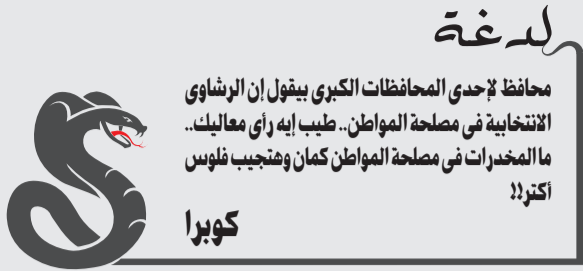 لدغة
محافظ لإحدى المحافظات الكبرى بيقول إن الرشاوى
الانتخابية فى مصلحة المواطن.. طيب إيه رأى معاليك..
ما المخدرات فى مصلحة المواطن كمان وهتجيب فلوس
أكتر!!
كوبرا